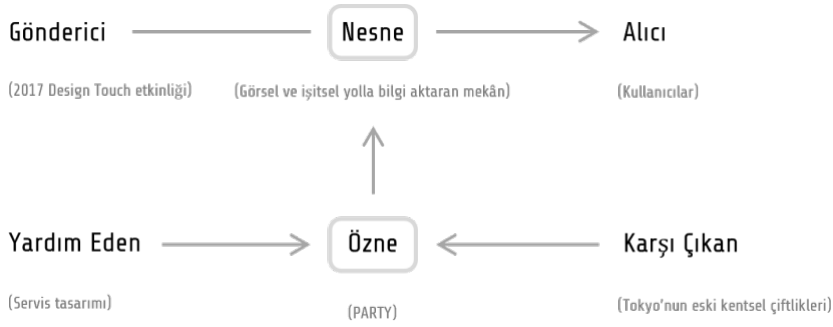 Gönderici Nesne Alıcı
(2017 Design Touch etkinliği) (Görsel ve işitsel yolla bilgi aktaran mekân) (Kullanıcılar)
Yardım Eden Özne Karşı Çıkan
(Servis tasarımı) (PARTY) (Tokyo'nun eski kentsel çiftlikleri)